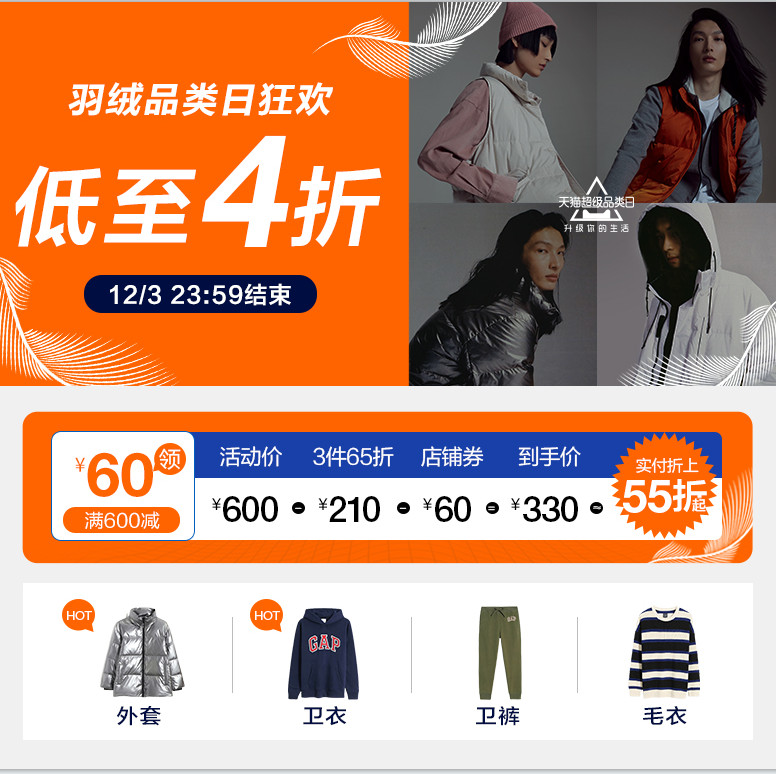 羽绒品类日狂欢
低至4折
12/3 23:59结束
天猫超级品类日
升级你的生活
¥60
领
满600减
活动价 3件65折 店铺券 到手价
¥600 - ¥210 - ¥60 = ¥330 ≈
实付折上
55折起
HOT
HOT
GAP
GAP
外套 卫衣 卫裤 毛衣